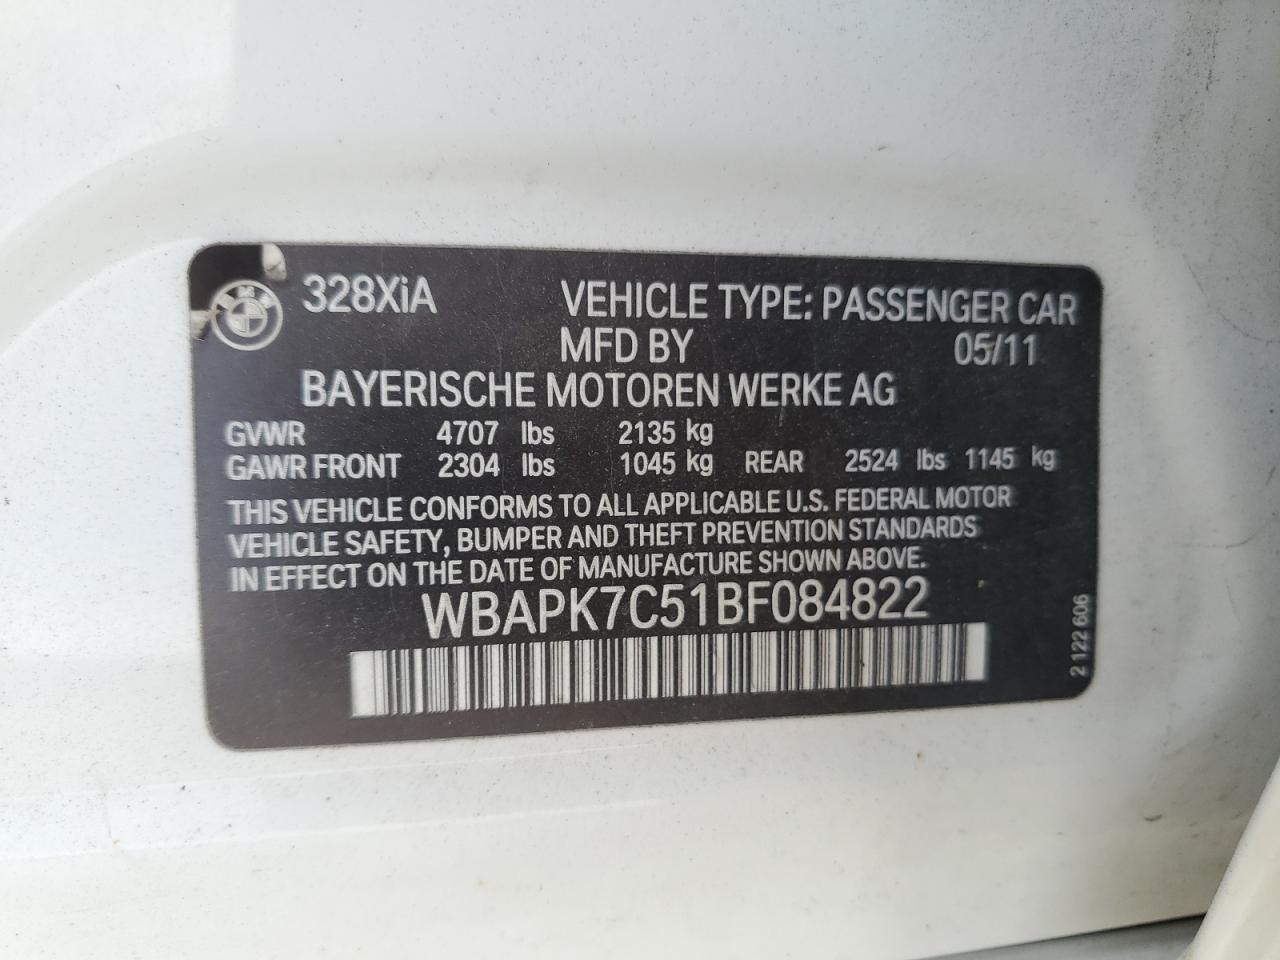 BMW
328XiA VEHICLE TYPE: PASSENGER CAR
MFD BY 05/11
BAYERISCHE MOTOREN WERKE AG
GVWR 4707 lbs 2135 kg
GAWR FRONT 2304 lbs 1045 kg REAR 2524 lbs 1145 kg
THIS VEHICLE CONFORMS TO ALL APPLICABLE U.S. FEDERAL MOTOR
VEHICLE SAFETY, BUMPER AND THEFT PREVENTION STANDARDS
IN EFFECT ON THE DATE OF MANUFACTURE SHOWN ABOVE.
WBAPK7C51BF084822
2 122 606